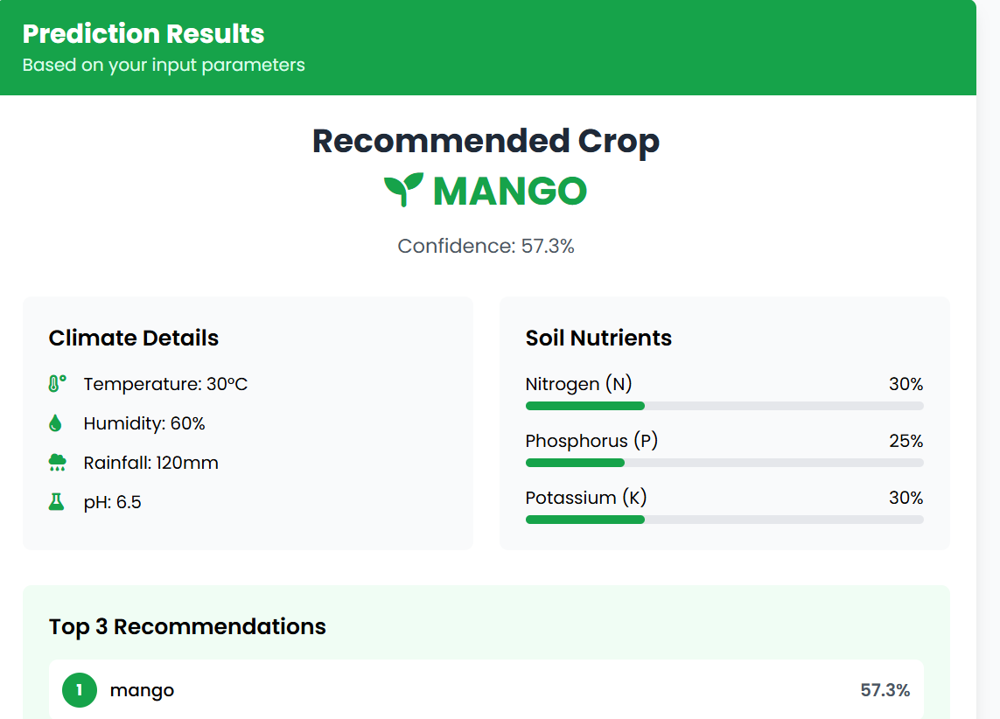 Prediction Results
Based on your input parameters
Recommended Crop
MANGO
Confidence: 57.3%
Climate Details
Temperature: 30°C
Humidity: 60%
Rainfall: 120mm
pH: 6.5
Soil Nutrients
Nitrogen (N) 30%
Phosphorus (P) 25%
Potassium (K) 30%
Top 3 Recommendations
1 mango 57.3%